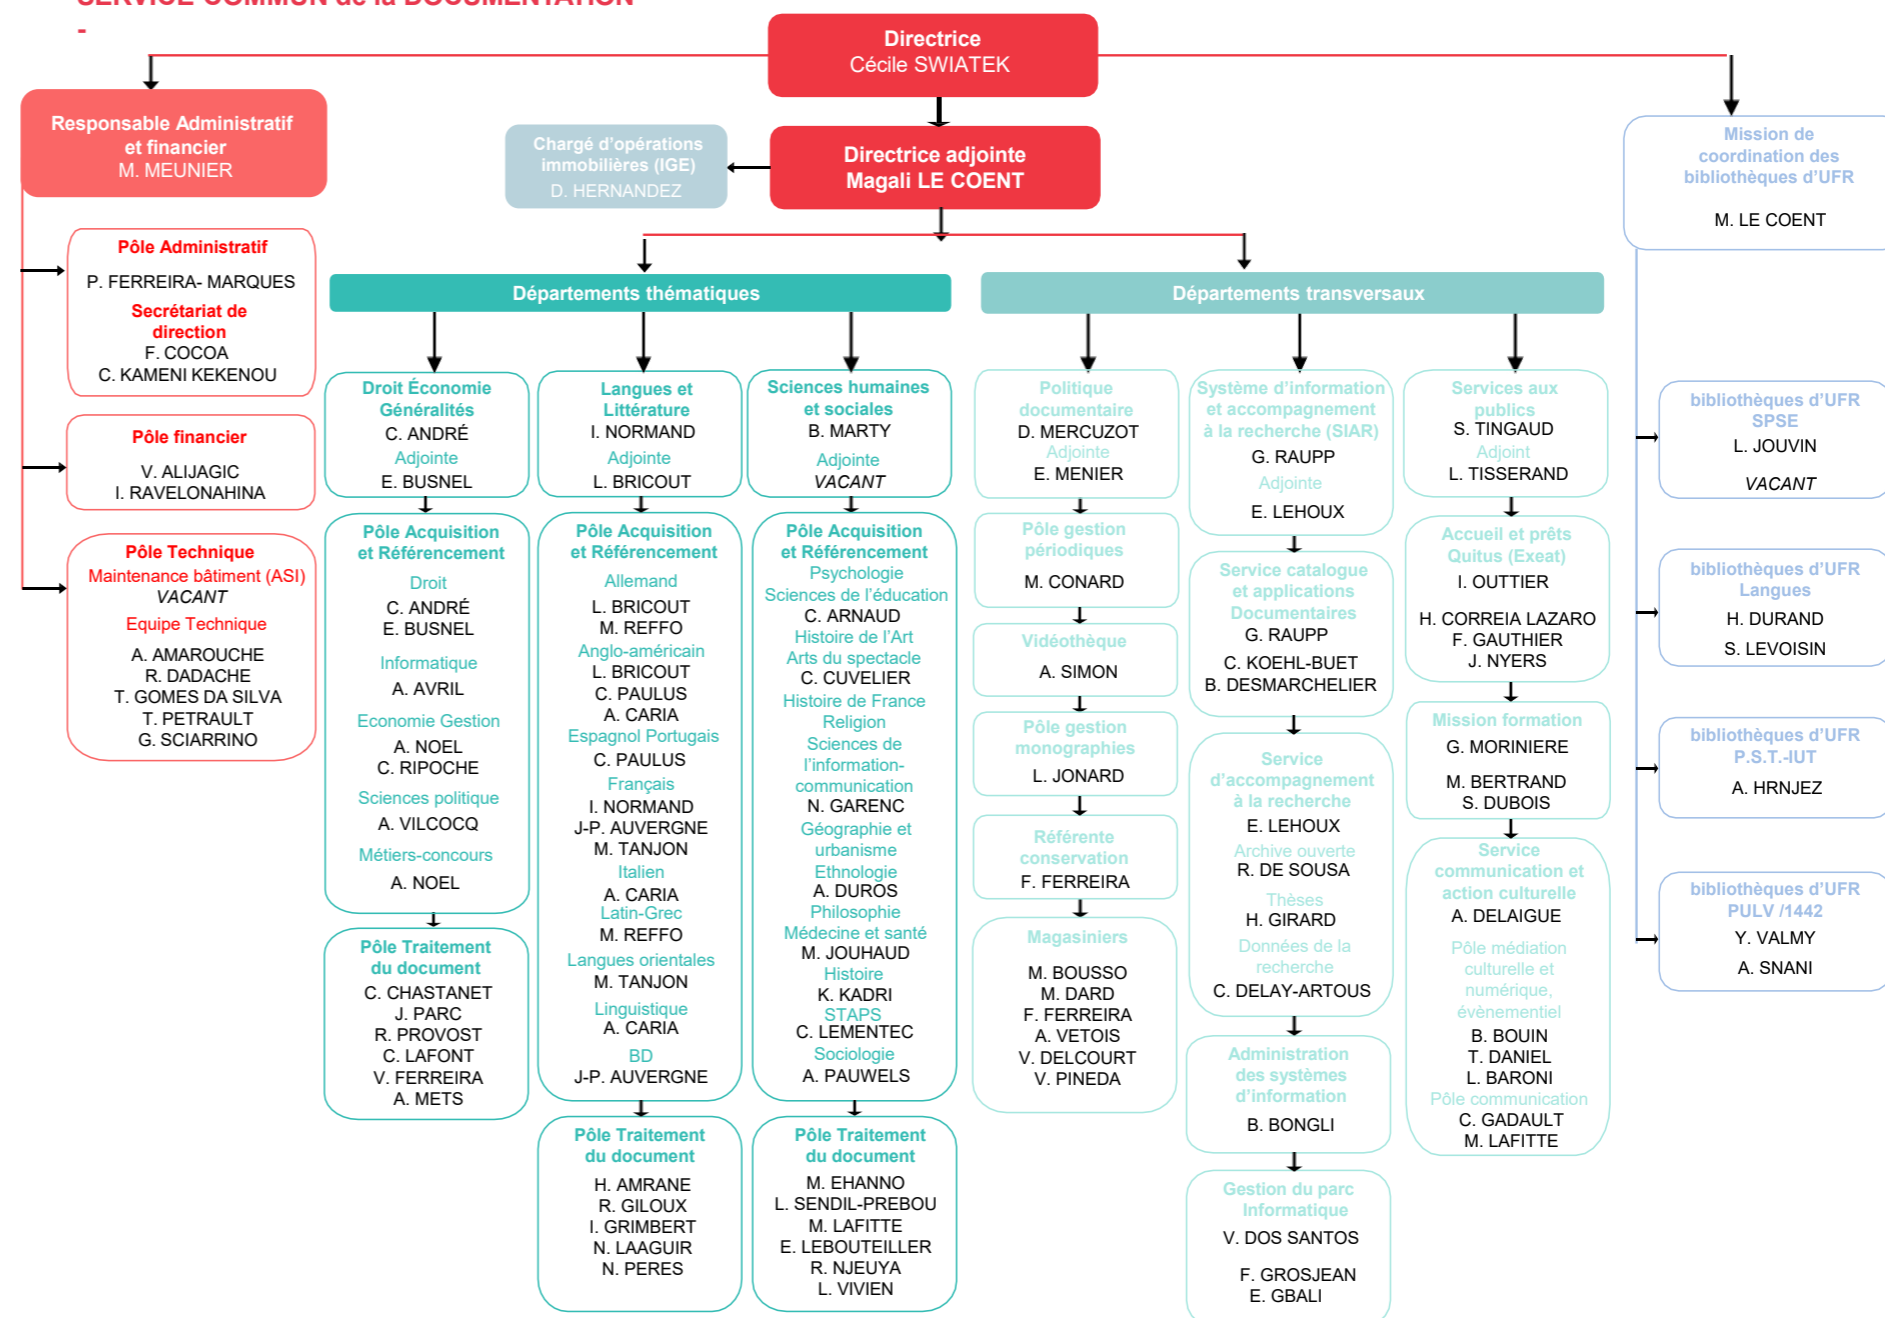 SERVICE COMMUN de la DOCUMENTATION
-
Directrice
Cécile SWIATEK
Responsable Administratif
et financier
M. MEUNIER
Chargé d'opérations
immobilières (IGE)
D. HERNANDEZ
Directrice adjointe
Magali LE COENT
Mission de
coordination des
bibliothèques d'UFR
M. LE COENT
Pôle Administratif
P. FERREIRA- MARQUES
Secrétariat de
direction
F. COCOA
C. KAMENI KEKENOU
Pôle financier
V. ALIJAGIC
I. RAVELONAHINA
Pôle Technique
Maintenance bâtiment (ASI)
VACANT
Equipe Technique
A. AMAROUCHE
R. DADACHE
T. GOMES DA SILVA
T. PETRAULT
G. SCIARRINO
Départements thématiques
Droit Économie
Généralités
C. ANDRÉ
Adjointe
E. BUSNEL
Pôle Acquisition
et Référencement
Droit
C. ANDRÉ
E. BUSNEL
Informatique
A. AVRIL
Economie Gestion
A. NOEL
C. RIPOCHE
Sciences politique
A. VILCOCQ
Métiers-concours
A. NOEL
Pôle Traitement
du document
C. CHASTANET
J. PARC
R. PROVOST
C. LAFONT
V. FERREIRA
A. METS
Langues et
Littérature
I. NORMAND
Adjointe
L. BRICOUT
Pôle Acquisition
et Référencement
Allemand
L. BRICOUT
M. REFFO
Anglo-américain
L. BRICOUT
C. PAULUS
A. CARIA
Espagnol Portugais
C. PAULUS
Français
I. NORMAND
J-P. AUVERGNE
M. TANJON
Italien
A. CARIA
Latin-Grec
M. REFFO
Langues orientales
M. TANJON
Linguistique
A. CARIA
BD
J-P. AUVERGNE
Pôle Traitement
du document
H. AMRANE
R. GILOUX
I. GRIMBERT
N. LAAGUIR
N. PERES
Sciences humaines
et sociales
B. MARTY
Adjointe
VACANT
Pôle Acquisition
et Référencement
Psychologie
Sciences de l'éducation
C. ARNAUD
Histoire de l'Art
Arts du spectacle
C. CUVELIER
Histoire de France
Religion
Sciences de
l'information-
communication
N. GARENC
Géographie et
urbanisme
Ethnologie
A. DUROS
Philosophie
Médecine et santé
M. JOUHAUD
Histoire
K. KADRI
STAPS
C. LEMENTEC
Sociologie
A. PAUWELS
Pôle Traitement
du document
M. EHANNO
L. SENDIL-PREBOU
M. LAFITTE
E. LEBOUTEILLER
R. NJEUYA
L. VIVIEN
Départements transversaux
Politique
documentaire
D. MERCUZOT
Adjointe
E. MENIER
Pôle gestion
périodiques
M. CONARD
Vidéothèque
A. SIMON
Pôle gestion
monographies
L. JONARD
Référente
conservation
F. FERREIRA
Magasiniers
M. BOUSSO
M. DARD
F. FERREIRA
A. VETOIS
V. DELCOURT
V. PINEDA
Système d'information
et accompagnement
à la recherche (SIAR)
G. RAUPP
Adjointe
E. LEHOUX
Service catalogue
et applications
Documentaires
G. RAUPP
C. KOEHL-BUET
B. DESMARCHELIER
Service
d'accompagnement
à la recherche
E. LEHOUX
Archive ouverte
R. DE SOUSA
Thèses
H. GIRARD
Données de la
recherche
C. DELAY-ARTOUS
Administration
des systèmes
d'information
B. BONGLI
Gestion du parc
Informatique
V. DOS SANTOS
F. GROSJEAN
E. GBALI
Services aux
publics
S. TINGAUD
Adjoint
L. TISSERAND
Accueil et prêts
Quitus (Exeat)
I. OUTTIER
H. CORREIA LAZARO
F. GAUTHIER
J. NYERS
Mission formation
G. MORINIERE
M. BERTRAND
S. DUBOIS
Service
communication et
action culturelle
A. DELAIGUE
Pôle médiation
culturelle et
numérique,
évènementiel
B. BOUIN
T. DANIEL
L. BARONI
Pôle communication
C. GADAULT
M. LAFITTE
bibliothèques d'UFR
SPSE
L. JOUVIN
VACANT
bibliothèques d'UFR
Langues
H. DURAND
S. LEVOISIN
bibliothèques d'UFR
P.S.T.-IUT
A. HRNJEZ
bibliothèques d'UFR
PULV /1442
Y. VALMY
A. SNANI